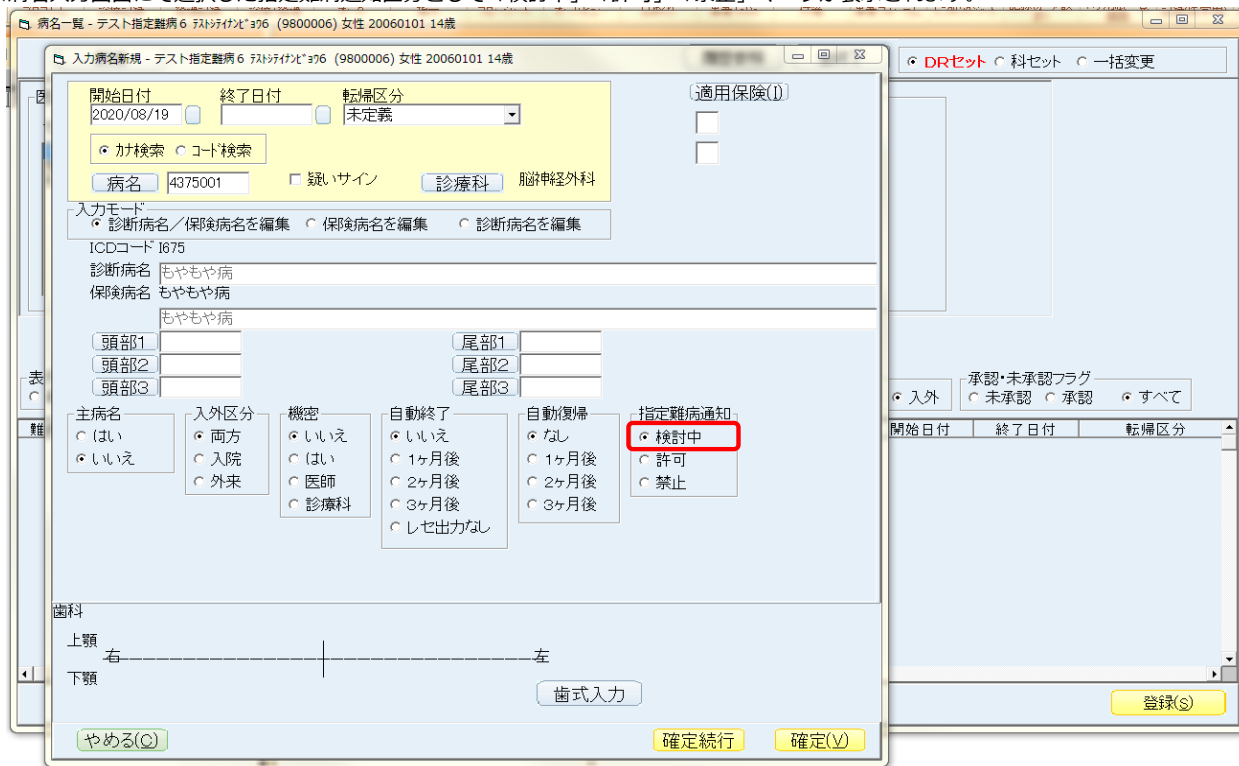 病名一覧 - テスト指定難病6 ﾃｽﾄｼﾃｲﾅﾝﾋﾞｮｳ6 (9800006) 女性 20060101 14歳
入力病名新規 - テスト指定難病6 ﾃｽﾄｼﾃｲﾅﾝﾋﾞｮｳ6 (9800006) 女性 20060101 14歳
DRセット 科セット 一括変更
開始日付 終了日付 転帰区分 適用保険(I)
2020/08/19 未定義
カナ検索 コード検索
病名 4375001 疑いサイン 診療科 脳神経外科
入力モード
診断病名／保険病名を編集 保険病名を編集 診断病名を編集
ICDコード I675
診断病名 もやもや病
保険病名 もやもや病
もやもや病
頭部1 尾部1
頭部2 尾部2
頭部3 尾部3
表 承認・未承認フラグ
入外 未承認 承認 すべて
主病名 入外区分 機密 自動終了 自動復帰 指定難病通知
難 開始日付 終了日付 転帰区分
はい 両方 いいえ いいえ なし 検討中
いいえ 入院 はい 1ヶ月後 1ヶ月後 許可
外来 医師 2ヶ月後 2ヶ月後 禁止
診療科 3ヶ月後 3ヶ月後
レセ出力なし
歯科
上顎
右 左
下顎
歯式入力
登録(S)
やめる(C) 確定続行 確定(V)